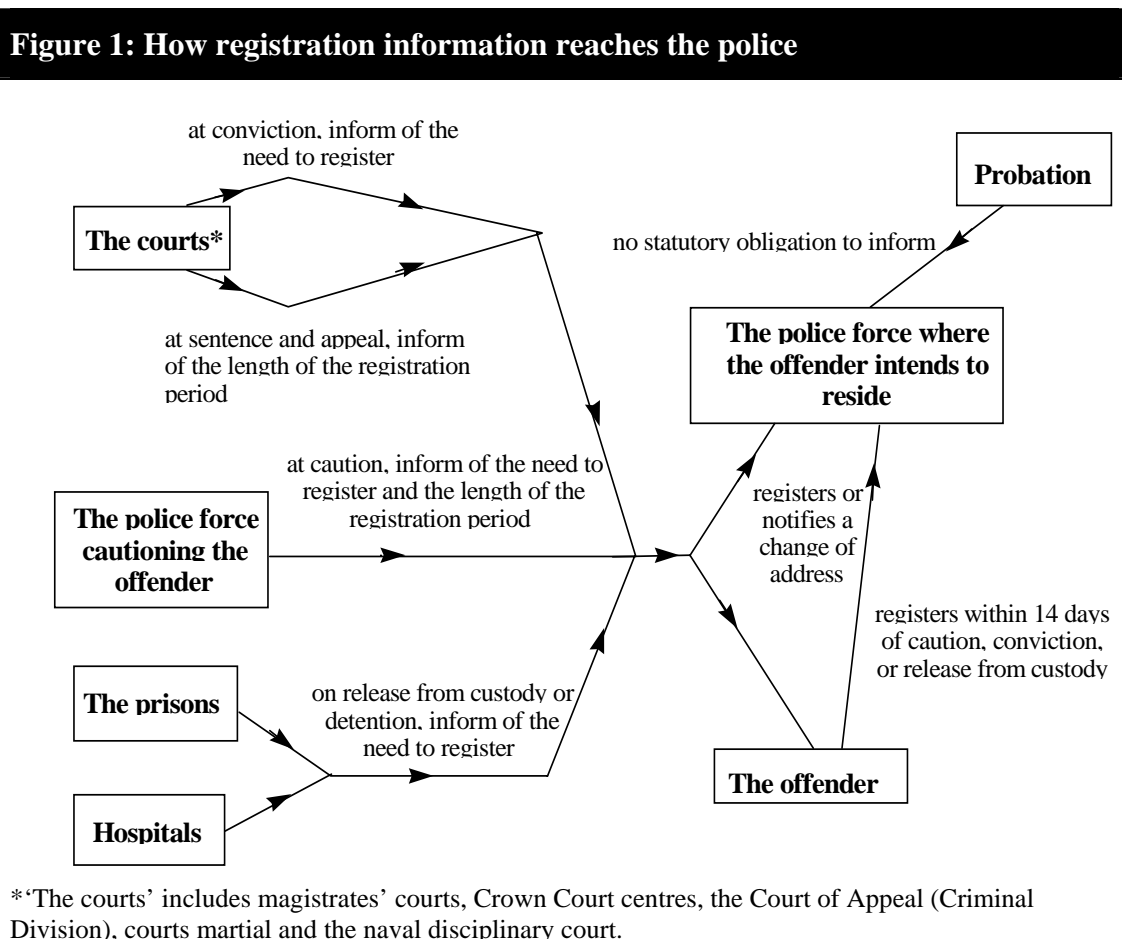 Figure 1: How registration information reaches the police
at conviction, inform of the
need to register
Probation
The courts*
no statutory obligation to inform
at sentence and appeal, inform
of the length of the registration
period
The police force where
the offender intends to
reside
at caution, inform of the need to
register and the length of the
registration period
The police force
cautioning the
offender
registers or
notifies a
change of
address
registers within 14 days
of caution, conviction,
or release from custody
The prisons
on release from custody or
detention, inform of the
need to register
The offender
Hospitals
*‘The courts’ includes magistrates’ courts, Crown Court centres, the Court of Appeal (Criminal
Division), courts martial and the naval disciplinary court.